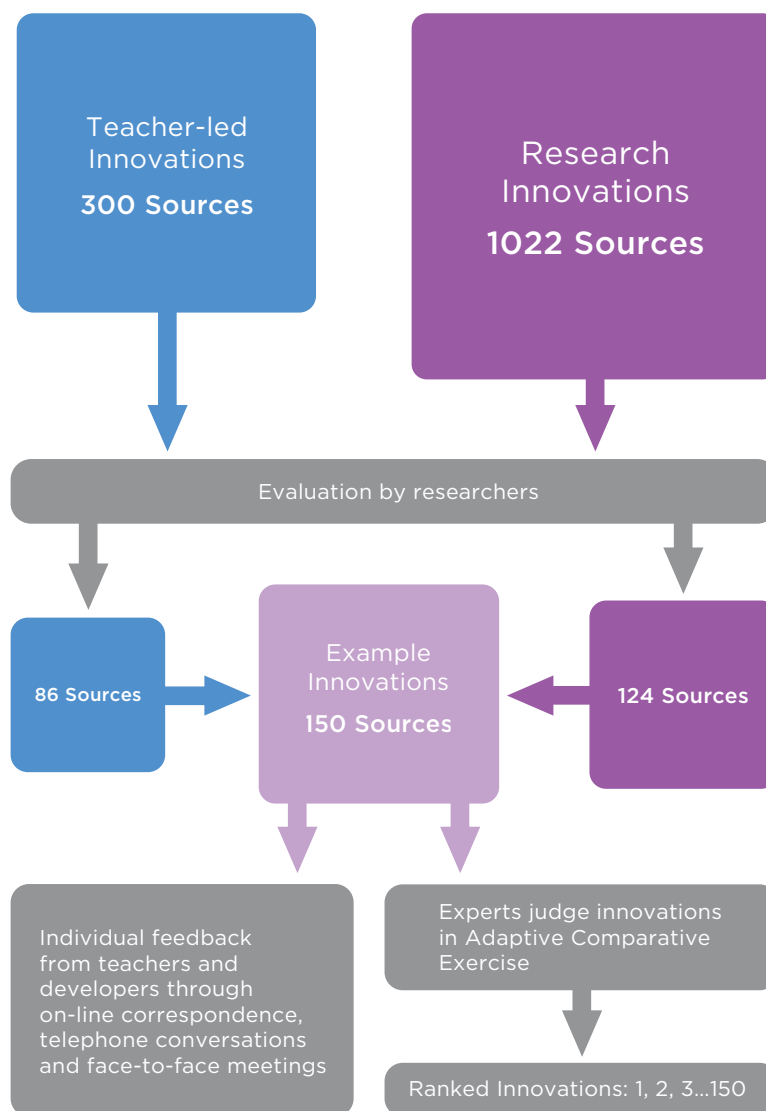 Teacher-led
Innovations
300 Sources
Research
Innovations
1022 Sources
Evaluation by researchers
86 Sources
Example
Innovations
150 Sources
124 Sources
Individual feedback
from teachers and
developers through
on-line correspondence,
telephone conversations
and face-to-face meetings
Experts judge innovations
in Adaptive Comparative
Exercise
Ranked Innovations: 1, 2, 3...150